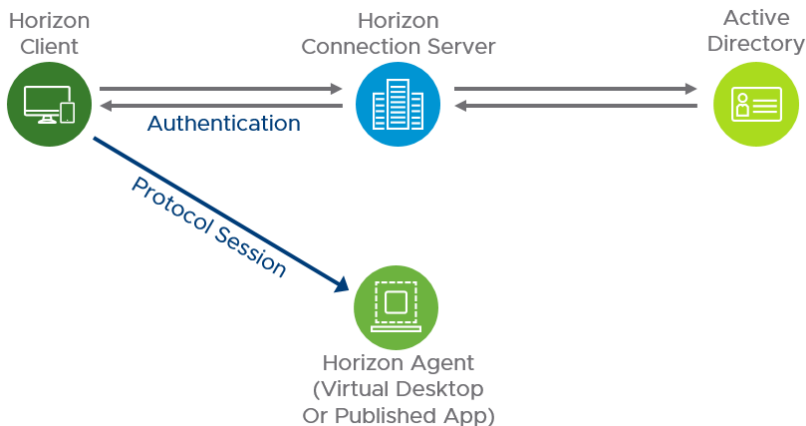 Horizon
Client
Horizon
Connection Server
Active
Directory
Authentication
Protocol Session
Horizon Agent
(Virtual Desktop
Or Published App)